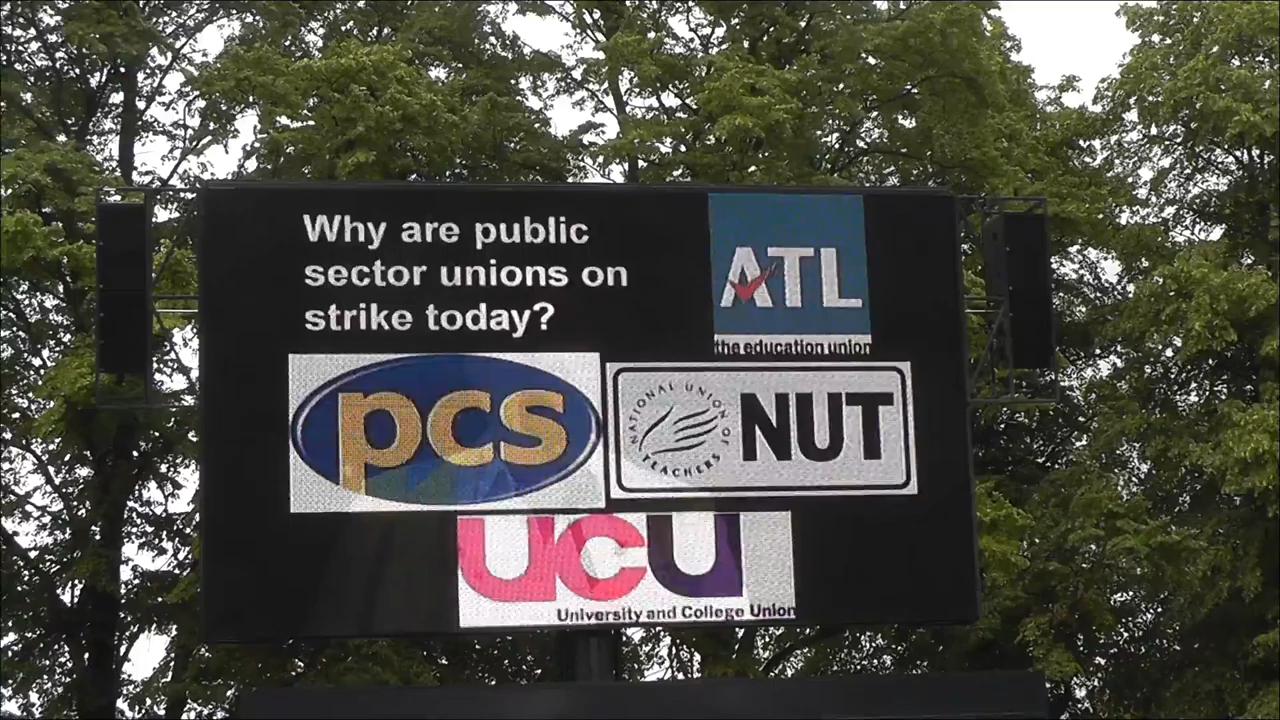 Why are public
sector unions on
strike today?
ATL
the education union
pcs
NATIONAL UNION OF
TEACHERS
NUT
UCU
University and College Union